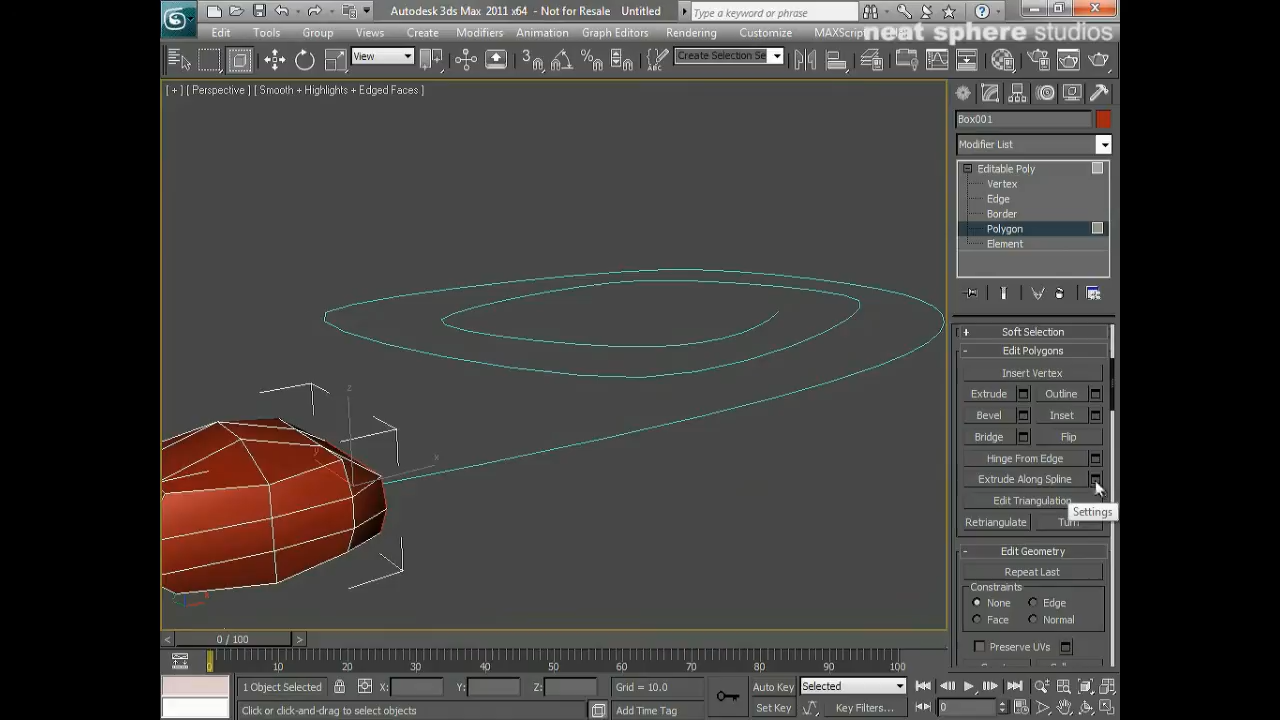 Autodesk 3ds Max 2011 x64 - Not for Resale Untitled
Type a keyword or phrase
Edit Tools Group Views Create Modifiers Animation Graph Editors Rendering Customize MAXScri
neat sphere studios
View
Create Selection Se
[ + ] [ Perspective ] [ Smooth + Highlights + Edged Faces ]
Box001
Modifier List
Editable Poly
Vertex
Edge
Border
Polygon
Element
z
x
y
+ Soft Selection
- Edit Polygons
Insert Vertex
Extrude Outline
Bevel Inset
Bridge Flip
Hinge From Edge
Extrude Along Spline
Edit Triangulation
Settings
Retriangulate Turn
- Edit Geometry
Repeat Last
Constraints
None Edge
Face Normal
Preserve UVs
< 0 / 100 >
0 10 20 30 40 50 60 70 80 90 100
1 Object Selected X: Y: Z: Grid = 10.0 Auto Key Selected
Click or click-and-drag to select objects Add Time Tag Set Key Key Filters... 0